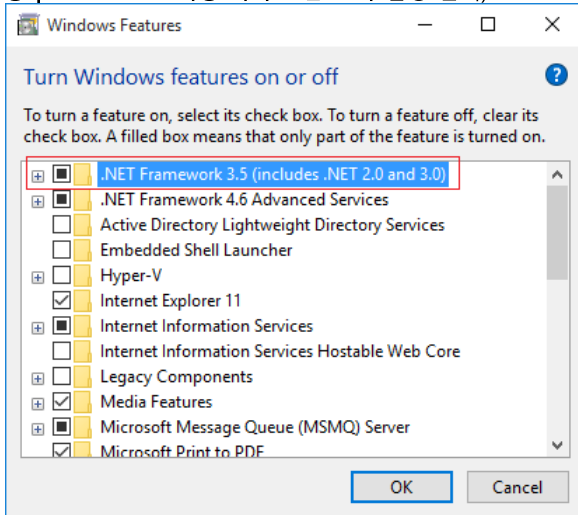 Windows Features
Turn Windows features on or off
To turn a feature on, select its check box. To turn a feature off, clear its
check box. A filled box means that only part of the feature is turned on.
.NET Framework 3.5 (includes .NET 2.0 and 3.0)
.NET Framework 4.6 Advanced Services
Active Directory Lightweight Directory Services
Embedded Shell Launcher
Hyper-V
Internet Explorer 11
Internet Information Services
Internet Information Services Hostable Web Core
Legacy Components
Media Features
Microsoft Message Queue (MSMQ) Server
Microsoft Print to PDF
OK Cancel